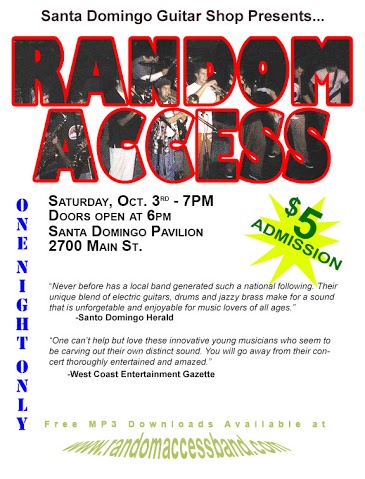 Santa Domingo Guitar Shop Presents...
RANDOM
ACCESS
ONE NIGHT ONLY
SATURDAY, OCT. 3RD - 7PM
DOORS OPEN AT 6PM
SANTA DOMINGO PAVILION
2700 MAIN ST.
$5
ADMISSION
"Never before has a local band generated such a national following. Their
unique blend of electric guitars, drums and jazzy brass make for a sound
that is unforgetable and enjoyable for music lovers of all ages."
-Santo Domingo Herald
"One can't help but love these innovative young musicians who seem to
be carving out their own distinct sound. You will go away from their con-
cert thoroughly entertained and amazed."
-West Coast Entertainment Gazette
Free MP3 Downloads Available at
www.randomaccessband.com